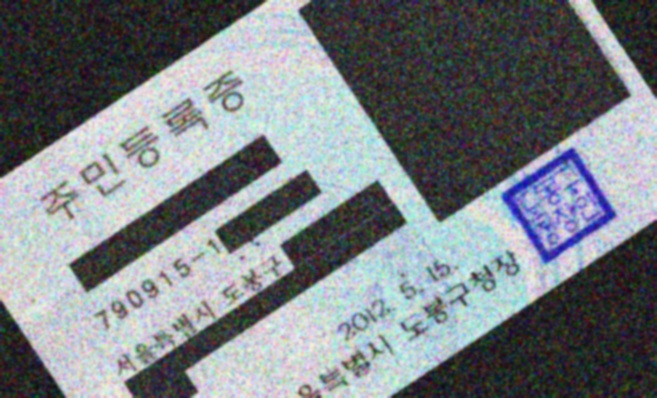 주민등록증
790915-1
서울특별시 도봉구
2012. 5. 15.
울특별시 도봉구청장